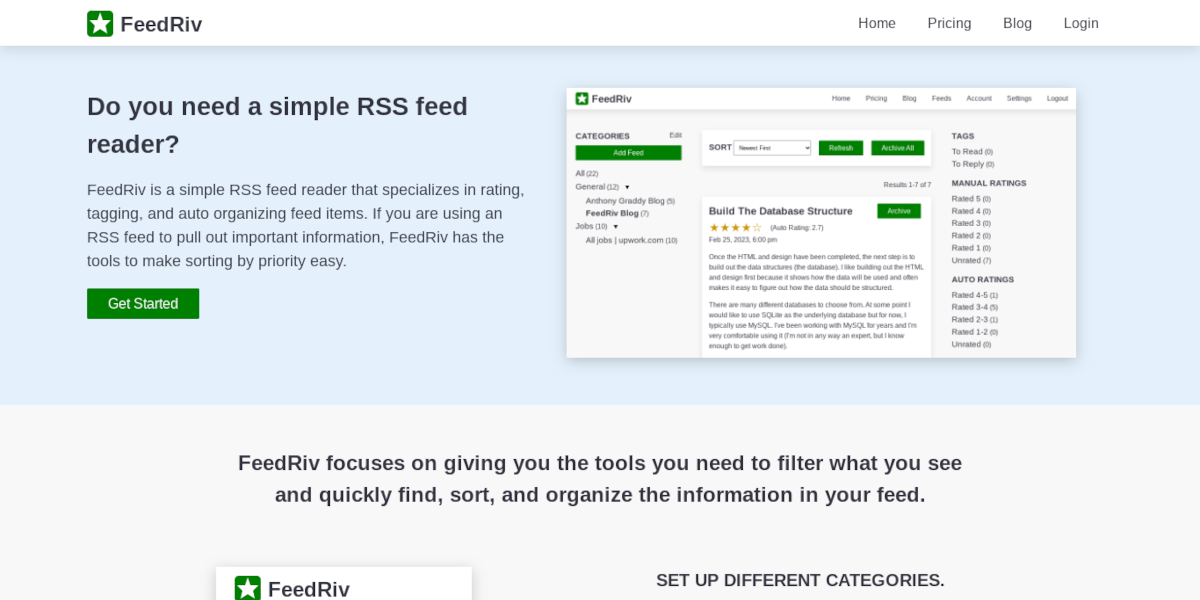 FeedRiv
Home Pricing Blog Login
Do you need a simple RSS feed
reader?
FeedRiv is a simple RSS feed reader that specializes in rating,
tagging, and auto organizing feed items. If you are using an
RSS feed to pull out important information, FeedRiv has the
tools to make sorting by priority easy.
Get Started
FeedRiv
Home Pricing Blog Feeds Account Settings Logout
CATEGORIES Edit
Add Feed
All (22)
General (12) ▼
Anthony Graddy Blog (5)
FeedRiv Blog (7)
Jobs (10) ▼
All jobs | upwork.com (10)
SORT Newest First Refresh Archive All
Results 1-7 of 7
Build The Database Structure Archive
★★★★☆ (Auto Rating: 2.7)
Feb 25, 2023, 6:00 pm
Once the HTML and design have been completed, the next step is to
build out the data structures (the database). I like building out the HTML
and design first because it shows how the data will be used and often
makes it easy to figure out how the data should be structured.
There are many different databases to choose from. At some point I
would like to use SQLite as the underlying database but for now, I
typically use MySQL. I've been working with MySQL for years and I'm
very comfortable using it (I'm not in any way an expert, but I know
enough to get work done).
TAGS
To Read (0)
To Reply (0)
MANUAL RATINGS
Rated 5 (0)
Rated 4 (0)
Rated 3 (0)
Rated 2 (0)
Rated 1 (0)
Unrated (7)
AUTO RATINGS
Rated 4-5 (1)
Rated 3-4 (5)
Rated 2-3 (1)
Rated 1-2 (0)
Unrated (0)
FeedRiv focuses on giving you the tools you need to filter what you see
and quickly find, sort, and organize the information in your feed.
FeedRiv
SET UP DIFFERENT CATEGORIES.